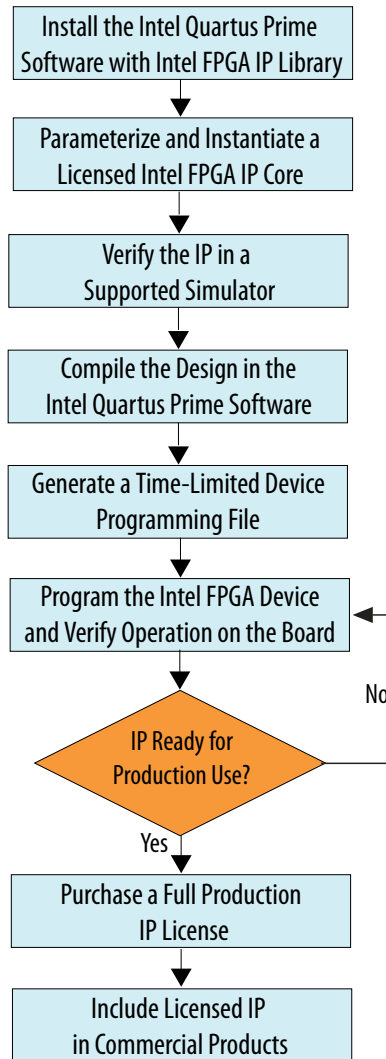 Install the Intel Quartus Prime
Software with Intel FPGA IP Library
Parameterize and Instantiate a
Licensed Intel FPGA IP Core
Verify the IP in a
Supported Simulator
Compile the Design in the
Intel Quartus Prime Software
Generate a Time-Limited Device
Programming File
Program the Intel FPGA Device
and Verify Operation on the Board
No
IP Ready for
Production Use?
Yes
Purchase a Full Production
IP License
Include Licensed IP
in Commercial Products